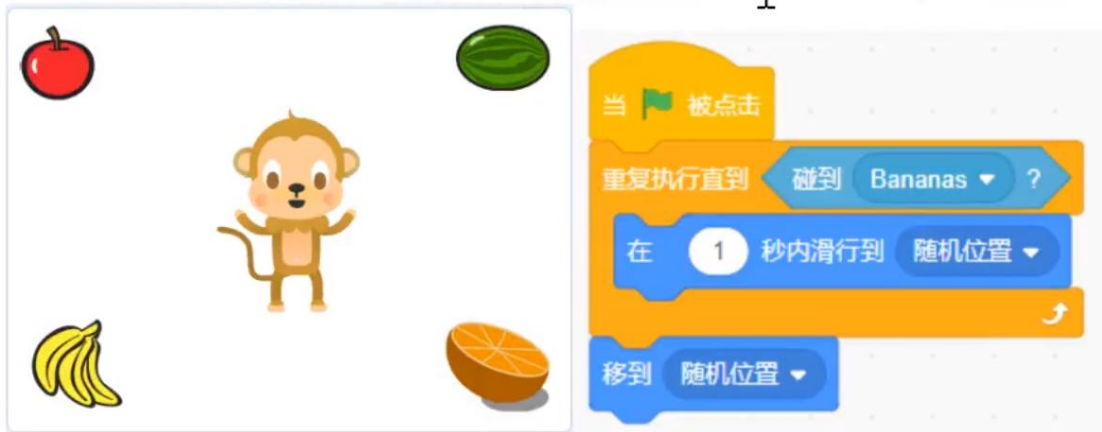 当 被点击
重复执行直到 碰到 Bananas ?
在 1 秒内滑行到 随机位置
移到 随机位置